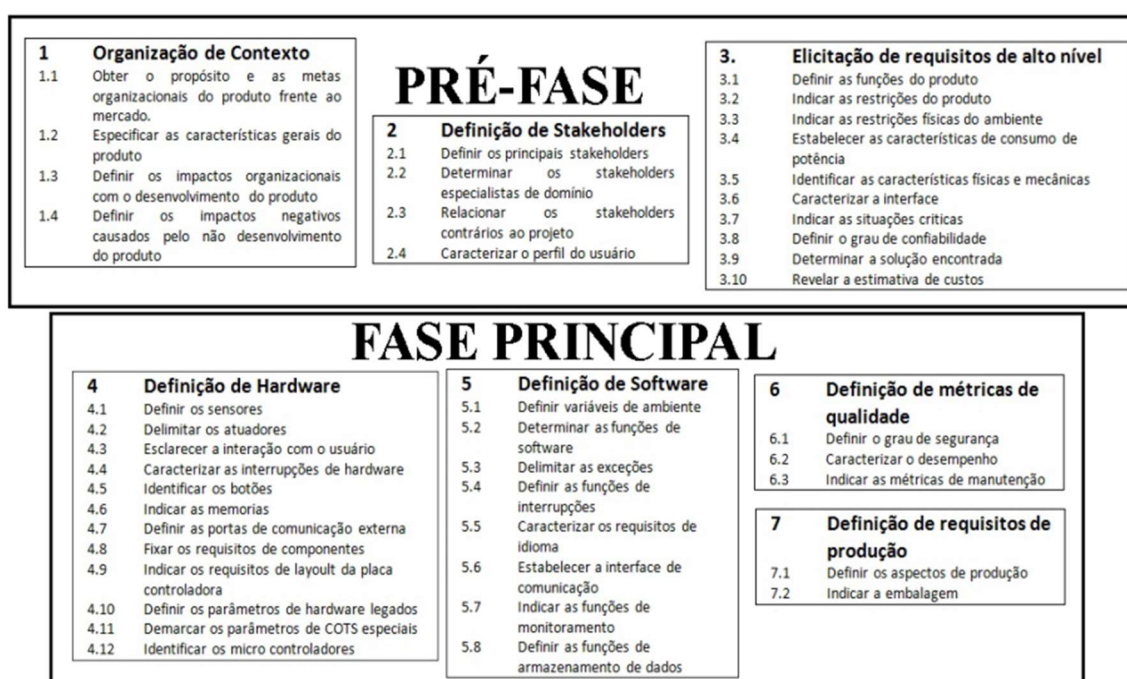 PRÉ-FASE
1 Organização de Contexto
1.1 Obter o propósito e as metas
organizacionais do produto frente ao
mercado.
1.2 Especificar as características gerais do
produto
1.3 Definir os impactos organizacionais
com o desenvolvimento do produto
1.4 Definir os impactos negativos
causados pelo não desenvolvimento
do produto
2 Definição de Stakeholders
2.1 Definir os principais stakeholders
2.2 Determinar os stakeholders
especialistas de domínio
2.3 Relacionar os stakeholders
contrários ao projeto
2.4 Caracterizar o perfil do usuário
3. Elicitação de requisitos de alto nível
3.1 Definir as funções do produto
3.2 Indicar as restrições do produto
3.3 Indicar as restrições físicas do ambiente
3.4 Estabelecer as características de consumo de
potência
3.5 Identificar as características físicas e mecânicas
3.6 Caracterizar a interface
3.7 Indicar as situações criticas
3.8 Definir o grau de confiabilidade
3.9 Determinar a solução encontrada
3.10 Revelar a estimativa de custos
FASE PRINCIPAL
4 Definição de Hardware
4.1 Definir os sensores
4.2 Delimitar os atuadores
4.3 Esclarecer a interação com o usuário
4.4 Caracterizar as interrupções de hardware
4.5 Identificar os botões
4.6 Indicar as memorias
4.7 Definir as portas de comunicação externa
4.8 Fixar os requisitos de componentes
4.9 Indicar os requisitos de layoult da placa
controladora
4.10 Definir os parâmetros de hardware legados
4.11 Demarcar os parâmetros de COTS especiais
4.12 Identificar os micro controladores
5 Definição de Software
5.1 Definir variáveis de ambiente
5.2 Determinar as funções de
software
5.3 Delimitar as exceções
5.4 Definir as funções de
interrupções
5.5 Caracterizar os requisitos de
idioma
5.6 Estabelecer a interface de
comunicação
5.7 Indicar as funções de
monitoramento
5.8 Definir as funções de
armazenamento de dados
6 Definição de métricas de
qualidade
6.1 Definir o grau de segurança
6.2 Caracterizar o desempenho
6.3 Indicar as métricas de manutenção
7 Definição de requisitos de
produção
7.1 Definir os aspectos de produção
7.2 Indicar a embalagem